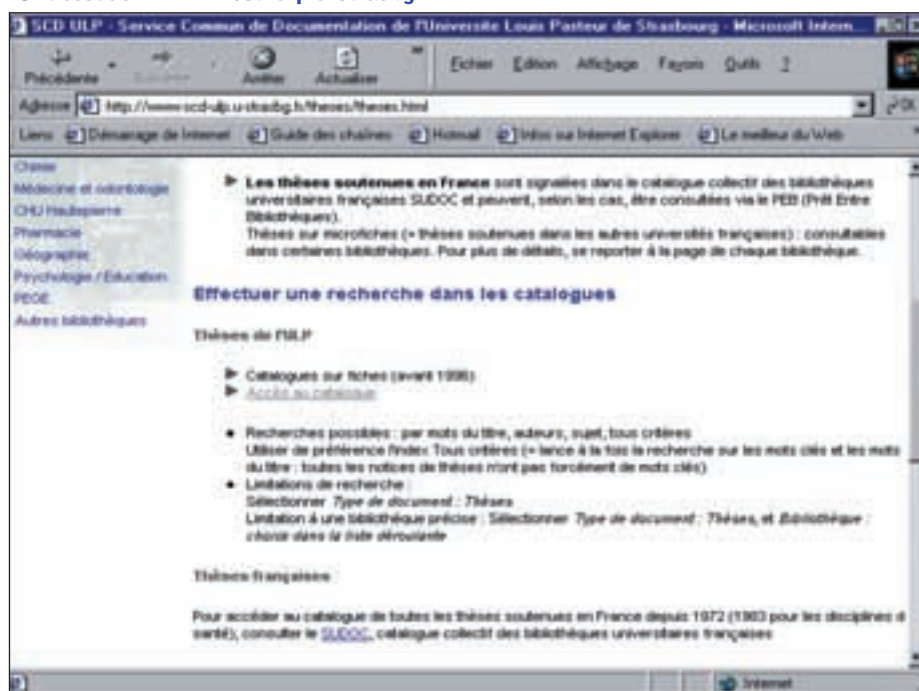 SCD ULP - Service Commun de Documentation de l'Universite Louis Pasteur de Strasbourg - Microsoft Intern...
Précédente Arrêter Actualiser Fichier Edition Affichage Favoris Outils ?
Adresse http://www-scd-ulp.u-strasbg.fr/theses/theses.html OK
Liens Démarrage de Internet Guide des chaînes Hotmail Infos sur Internet Explorer Le meilleur du Web
Chimie
Médecine et odontologie
CHU Hautepierre
Pharmacie
Géographie
Psychologie / Education
PEGE
Autres bibliothèques
Les thèses soutenues en France sont signalées dans le catalogue collectif des bibliothèques
universitaires françaises SUDOC et peuvent, selon les cas, être consultées via le PEB (Prêt Entre
Bibliothèques).
Thèses sur microfiches (= thèses soutenues dans les autres universités françaises) : consultables
dans certaines bibliothèques. Pour plus de détails, se reporter à la page de chaque bibliothèque.
Effectuer une recherche dans les catalogues
Thèses de l'ULP
Catalogues sur fiches (avant 1996)
Accès au catalogue
• Recherches possibles : par mots du titre, auteurs, sujet, tous critères
Utiliser de préférence l'index Tous critères (= lance à la fois la recherche sur les mots clés et les mots
du titre : toutes les notices de thèses n'ont pas forcément de mots clés)
• Limitations de recherche :
Sélectionner Type de document : Thèses
Limitation à une bibliothèque précise : Sélectionner Type de document : Thèses, et Bibliothèque :
choisir dans la liste déroulante
Thèses françaises
Pour accéder au catalogue de toutes les thèses soutenues en France depuis 1972 (1983 pour les disciplines d
santé), consulter le SUDOC, catalogue collectif des bibliothèques universitaires françaises
Internet